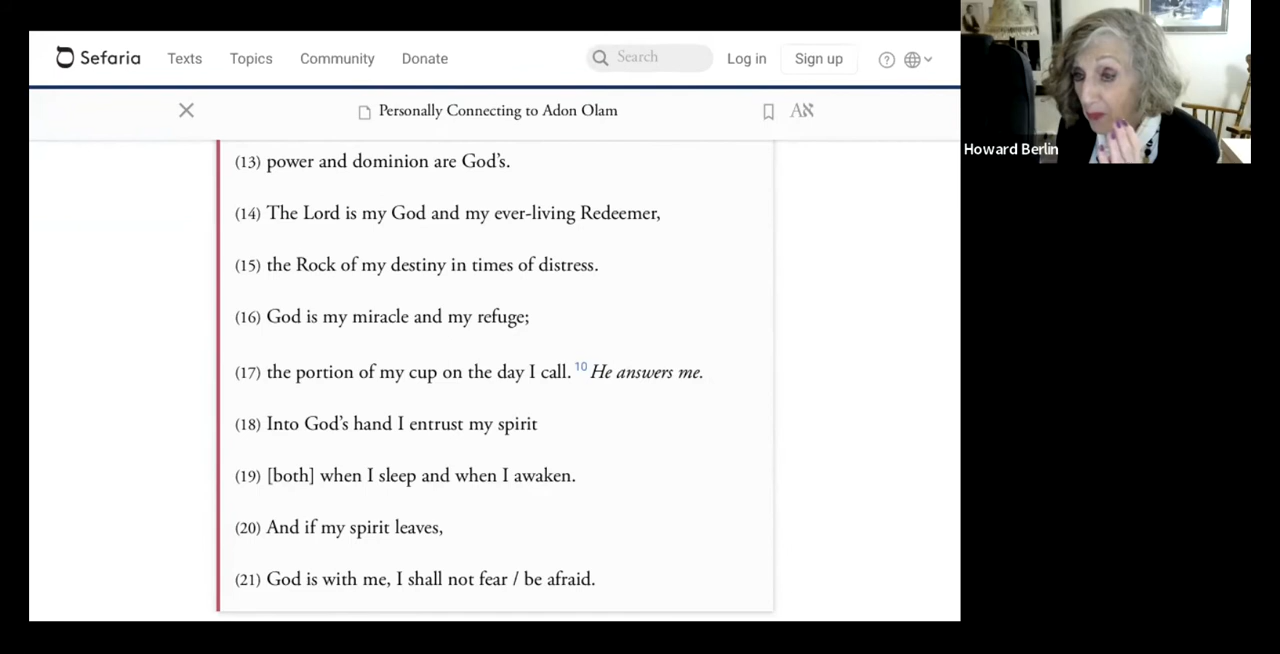 Sefaria Texts Topics Community Donate Search Log in Sign up
Personally Connecting to Adon Olam Aא
Howard Berlin
(13) power and dominion are God’s.
(14) The Lord is my God and my ever-living Redeemer,
(15) the Rock of my destiny in times of distress.
(16) God is my miracle and my refuge;
(17) the portion of my cup on the day I call. 10 He answers me.
(18) Into God’s hand I entrust my spirit
(19) [both] when I sleep and when I awaken.
(20) And if my spirit leaves,
(21) God is with me, I shall not fear / be afraid.